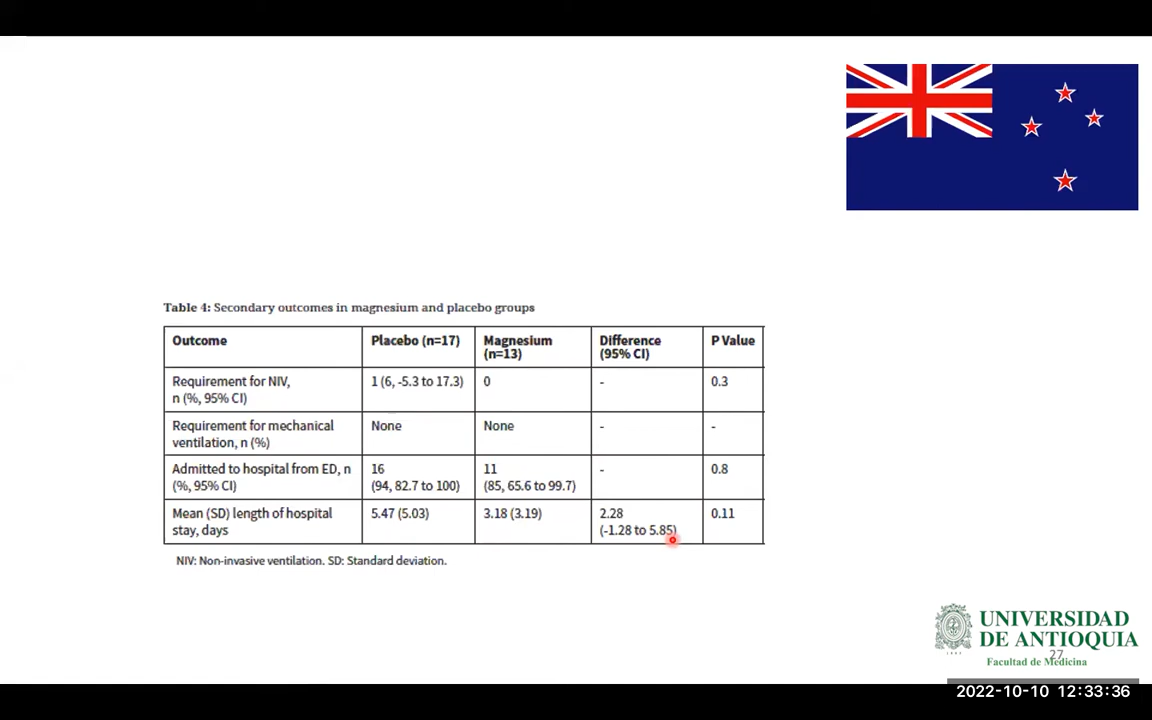 Table 4: Secondary outcomes in magnesium and placebo groups
Outcome Placebo (n=17) Magnesium (n=13) Difference (95% CI) P Value
Requirement for NIV, n (%, 95% CI) 1 (6, -5.3 to 17.3) 0 - 0.3
Requirement for mechanical ventilation, n (%) None None - -
Admitted to hospital from ED, n (%, 95% CI) 16 (94, 82.7 to 100) 11 (85, 65.6 to 99.7) - 0.8
Mean (SD) length of hospital stay, days 5.47 (5.03) 3.18 (3.19) 2.28 (-1.28 to 5.85) 0.11
NIV: Non-invasive ventilation. SD: Standard deviation.
UNIVERSIDAD
DE ANTIOQUIA
27
Facultad de Medicina
2022-10-10 12:33:36